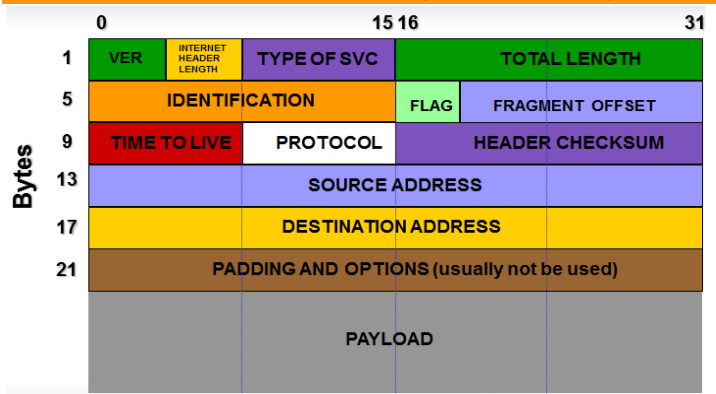 0 15 16 31
1 VER INTERNET HEADER LENGTH TYPE OF SVC TOTAL LENGTH
5 IDENTIFICATION FLAG FRAGMENT OFFSET
9 TIME TO LIVE PROTOCOL HEADER CHECKSUM
13 SOURCE ADDRESS
17 DESTINATION ADDRESS
21 PADDING AND OPTIONS (usually not be used)
PAYLOAD
Bytes